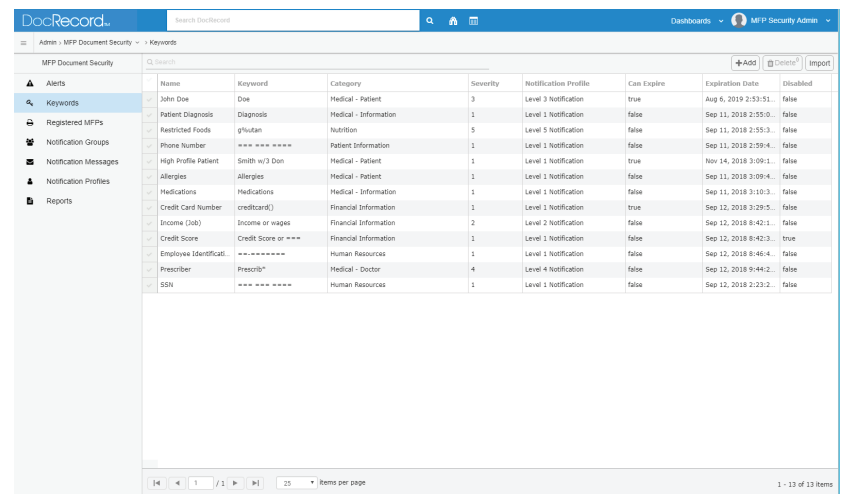 DocRecord™ Search DocRecord Dashboards MFP Security Admin
Admin › MFP Document Security › Keywords
MFP Document Security Search +Add Delete 0 Import
Alerts
Keywords
Registered MFPs
Notification Groups
Notification Messages
Notification Profiles
Reports
Name Keyword Category Severity Notification Profile Can Expire Expiration Date Disabled
John Doe Doe Medical - Patient 3 Level 3 Notification true Aug 6, 2019 2:53:51... false
Patient Diagnosis Diagnosis Medical - Information 1 Level 1 Notification false Sep 11, 2018 2:55:0... false
Restricted Foods g%utan Nutrition 5 Level 5 Notification false Sep 11, 2018 2:55:3... false
Phone Number === === ==== Patient Information 1 Level 1 Notification false Sep 11, 2018 2:59:4... false
High Profile Patient Smith w/3 Don Medical - Patient 1 Level 1 Notification true Nov 14, 2018 3:09:1... false
Allergies Allergies Medical - Patient 1 Level 1 Notification false Sep 11, 2018 3:09:4... false
Medications Medications Medical - Information 1 Level 1 Notification false Sep 11, 2018 3:10:3... false
Credit Card Number creditcard() Financial Information 1 Level 1 Notification true Sep 12, 2018 3:29:5... false
Income (Job) Income or wages Financial Information 2 Level 2 Notification false Sep 12, 2018 8:42:1... false
Credit Score Credit Score or === Financial Information 1 Level 1 Notification false Sep 12, 2018 8:42:3... true
Employee Identificati... ==-======= Human Resources 1 Level 1 Notification false Sep 12, 2018 8:46:4... false
Prescriber Prescrib* Medical - Doctor 4 Level 4 Notification false Sep 12, 2018 9:44:2... false
SSN === === ==== Human Resources 1 Level 1 Notification false Sep 12, 2018 2:23:2... false
1 / 1 25 items per page 1 - 13 of 13 items